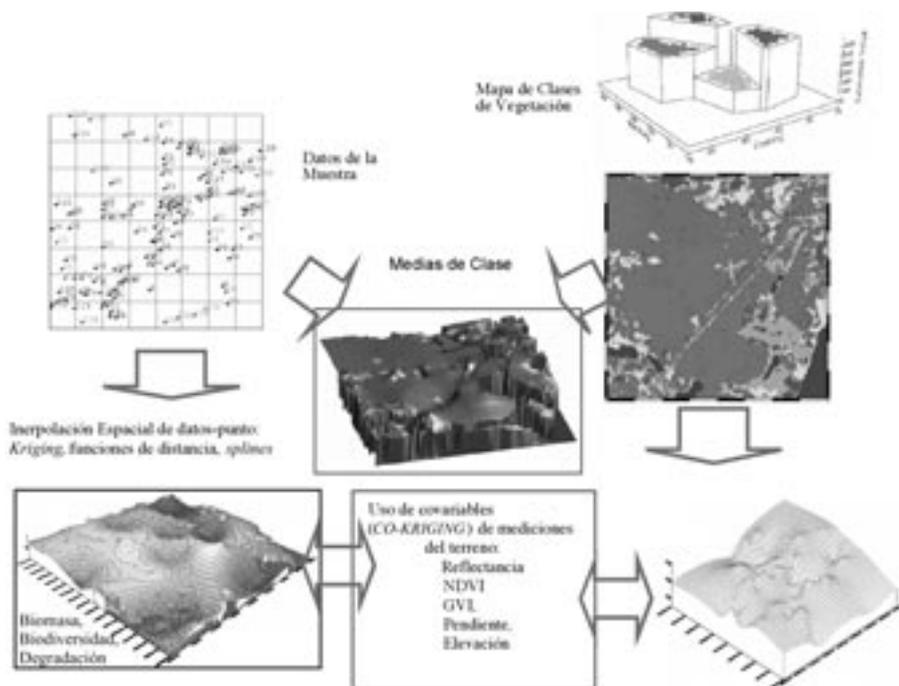 Mapa de Clases
de Vegetación
Datos de la
Muestra
Medias de Clase
Inerpolación Espacial de datos-punto:
Kriging, funciones de distancia, splines
Uso de covariables
(CO-KRIGING) de mediciones
del terreno:
Reflectancia
NDVI
GVI,
Pendiente,
Elevación
Biomasa,
Biodiversidad,
Degradación